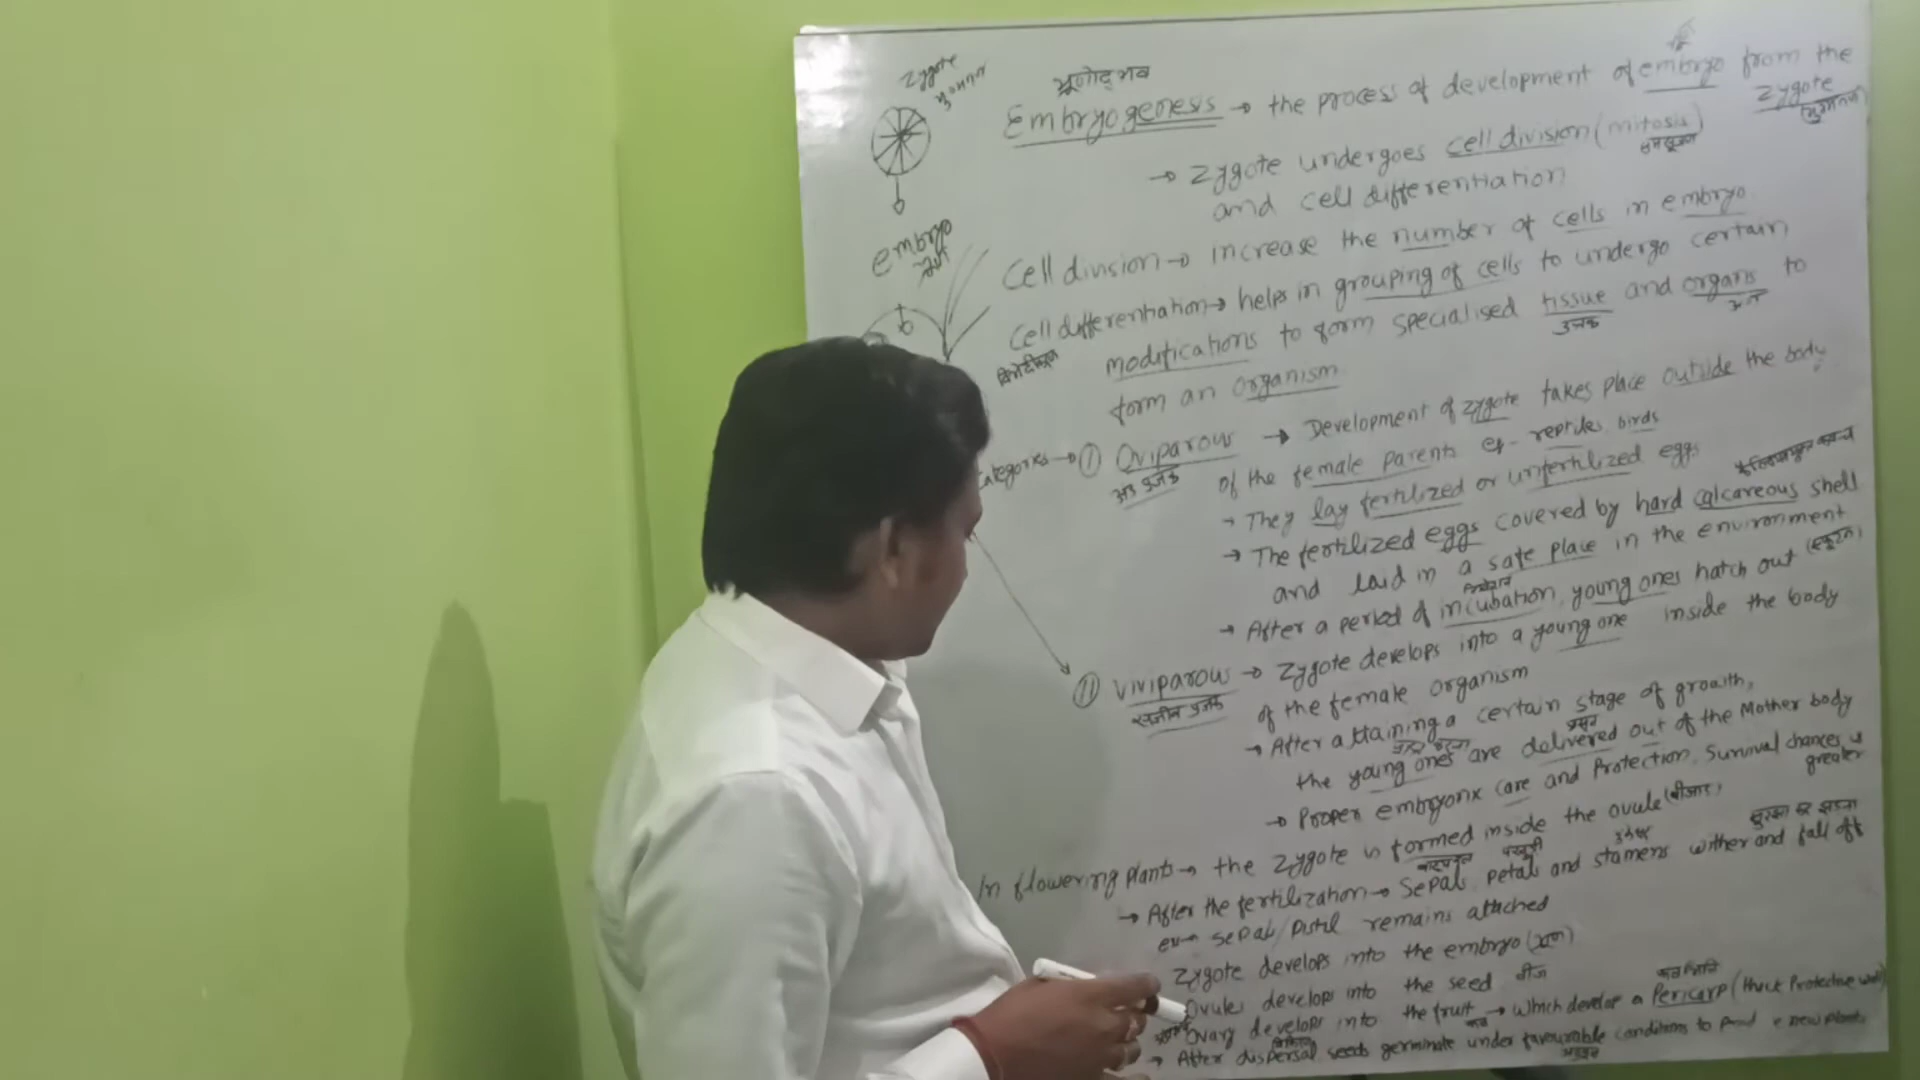 zygote
युग्मनज
embryo
भ्रूण
भ्रूणोद्भव
Embryogenesis → the process of development of embryo from the
zygote
→ zygote undergoes cell division (mitosis)
and cell differentiation
Cell division → increase the number of cells in embryo
Cell differentiation → helps in grouping of cells to undergo certain
modifications to form specialised tissue and organs to
form an organism
Categories → (I) Oviparous → Development of zygote takes place outside the body
of the female parents eg - reptiles, birds
→ They lay fertilized or unfertilized eggs
→ The fertilized eggs covered by hard calcareous shell
and laid in a safe place in the environment
→ After a period of incubation, young ones hatch out
(II) Viviparous → Zygote develops into a young one inside the body
of the female organism
→ After attaining a certain stage of growth,
the young ones are delivered out of the Mother body
→ Proper embryonix care and Protection, Survival chances is
greater
In flowering plants → the zygote is formed inside the ovule
→ After the fertilization → sepals, petals and stamens wither and fall off
sepal/pistil remains attached
zygote develops into the embryo (भ्रूण)
Ovules develops into the seed बीज
Ovary develops into the fruit → which develop a Pericarp (thick Protective wall)
→ After dispersal seeds germinate under favourable conditions to new plants